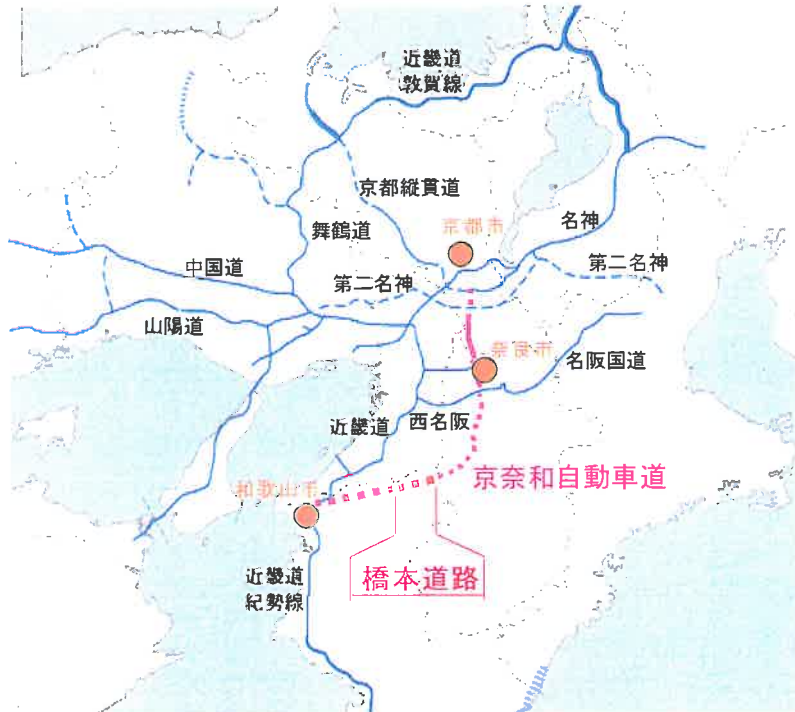 近畿道
敦賀線
京都縦貫道
京都市
名神
舞鶴道
中国道
第二名神
第二名神
山陽道
奈良市
名阪国道
近畿道
西名阪
京奈和自動車道
和歌山市
橋本道路
近畿道
紀勢線